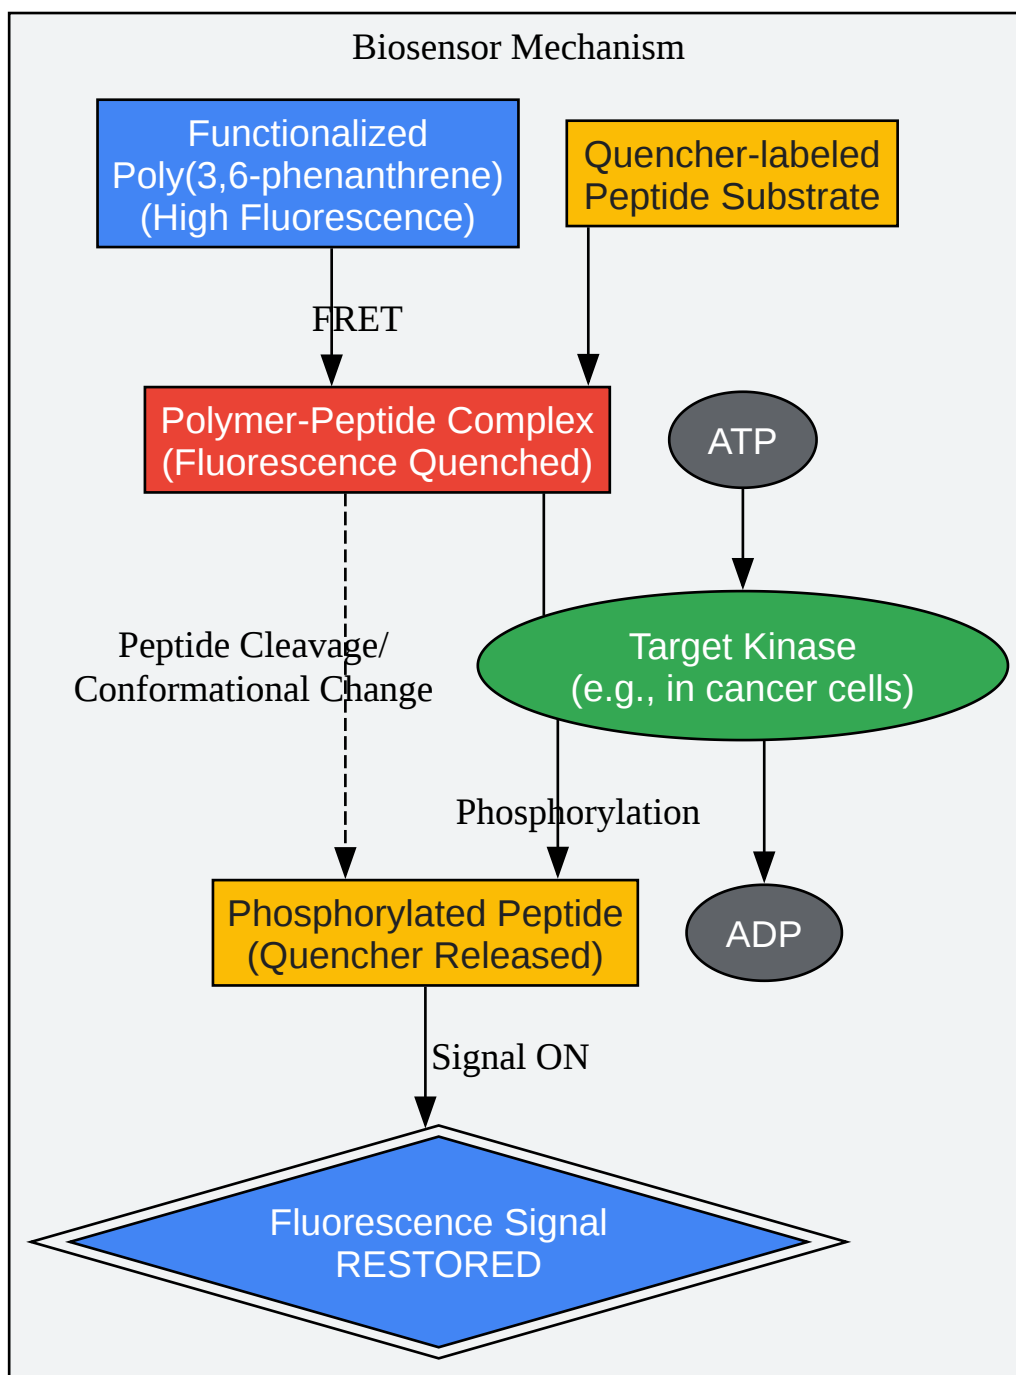 Biosensor Mechanism
Functionalized
Poly(3,6-phenanthrene)
(High Fluorescence)
Quencher-labeled
Peptide Substrate
FRET
Polymer-Peptide Complex
(Fluorescence Quenched)
ATP
Peptide Cleavage/
Conformational Change
Target Kinase
(e.g., in cancer cells)
Phosphorylation
Phosphorylated Peptide
(Quencher Released)
ADP
Signal ON
Fluorescence Signal
RESTORED